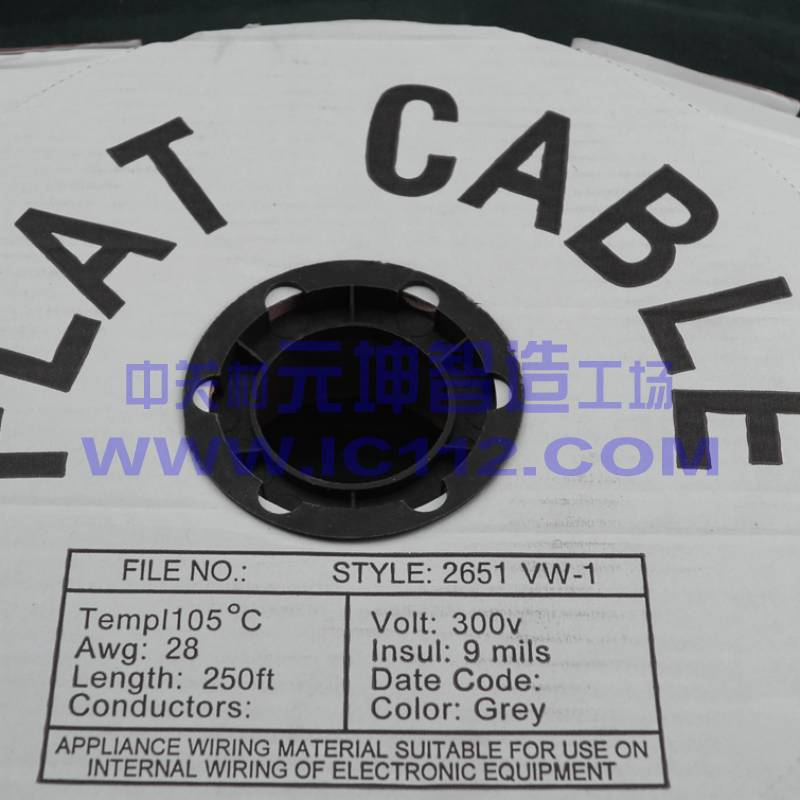 FLAT CABLE
中关村元坤智造工场
WWW.IC112.COM
FILE NO.: STYLE: 2651 VW-1
Templ105°C
Awg: 28
Length: 250ft
Conductors:
Volt: 300v
Insul: 9 mils
Date Code:
Color: Grey
APPLIANCE WIRING MATERIAL SUITABLE FOR USE ON
INTERNAL WIRING OF ELECTRONIC EQUIPMENT